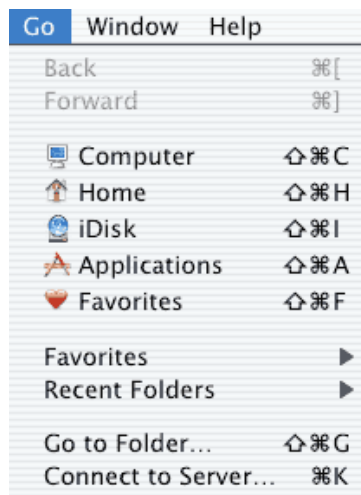 Go Window Help
Back ⌘[
Forward ⌘]
Computer ⇧⌘C
Home ⇧⌘H
iDisk ⇧⌘I
Applications ⇧⌘A
Favorites ⇧⌘F
Favorites
Recent Folders
Go to Folder... ⇧⌘G
Connect to Server... ⌘K